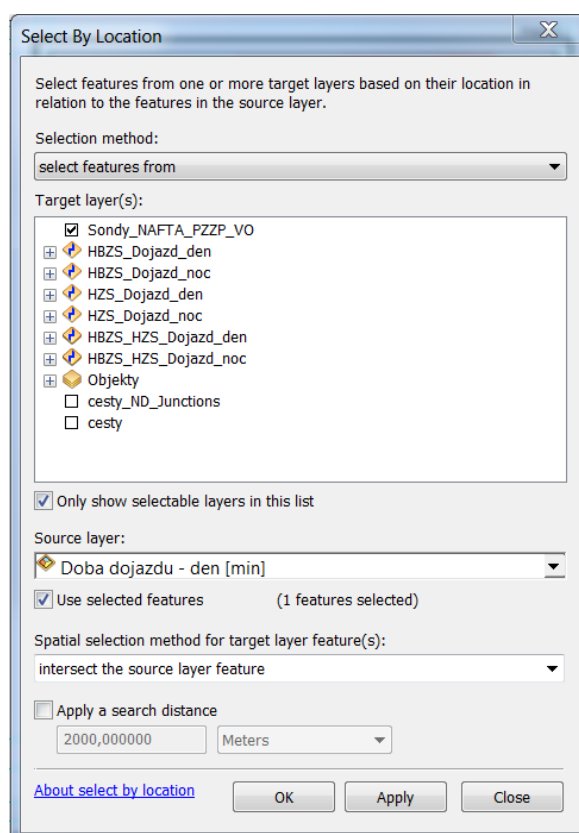 Select By Location
Select features from one or more target layers based on their location in
relation to the features in the source layer.
Selection method:
select features from
Target layer(s):
Sondy_NAFTA_PZZP_VO
HBZS_Dojazd_den
HBZS_Dojazd_noc
HZS_Dojazd_den
HZS_Dojazd_noc
HBZS_HZS_Dojazd_den
HBZS_HZS_Dojazd_noc
Objekty
cesty_ND_Junctions
cesty
Only show selectable layers in this list
Source layer:
Doba dojazdu - den [min]
Use selected features (1 features selected)
Spatial selection method for target layer feature(s):
intersect the source layer feature
Apply a search distance
2000,000000 Meters
About select by location OK Apply Close